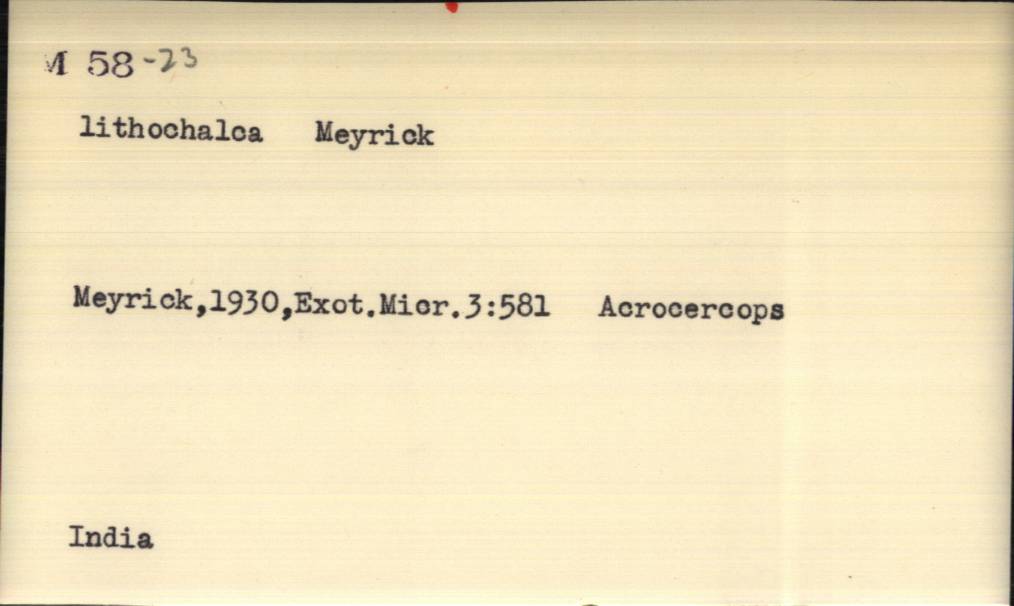 M 58-23
lithochalca Meyrick
Meyrick,1930,Exot.Micr.3:581 Acrocercops
India